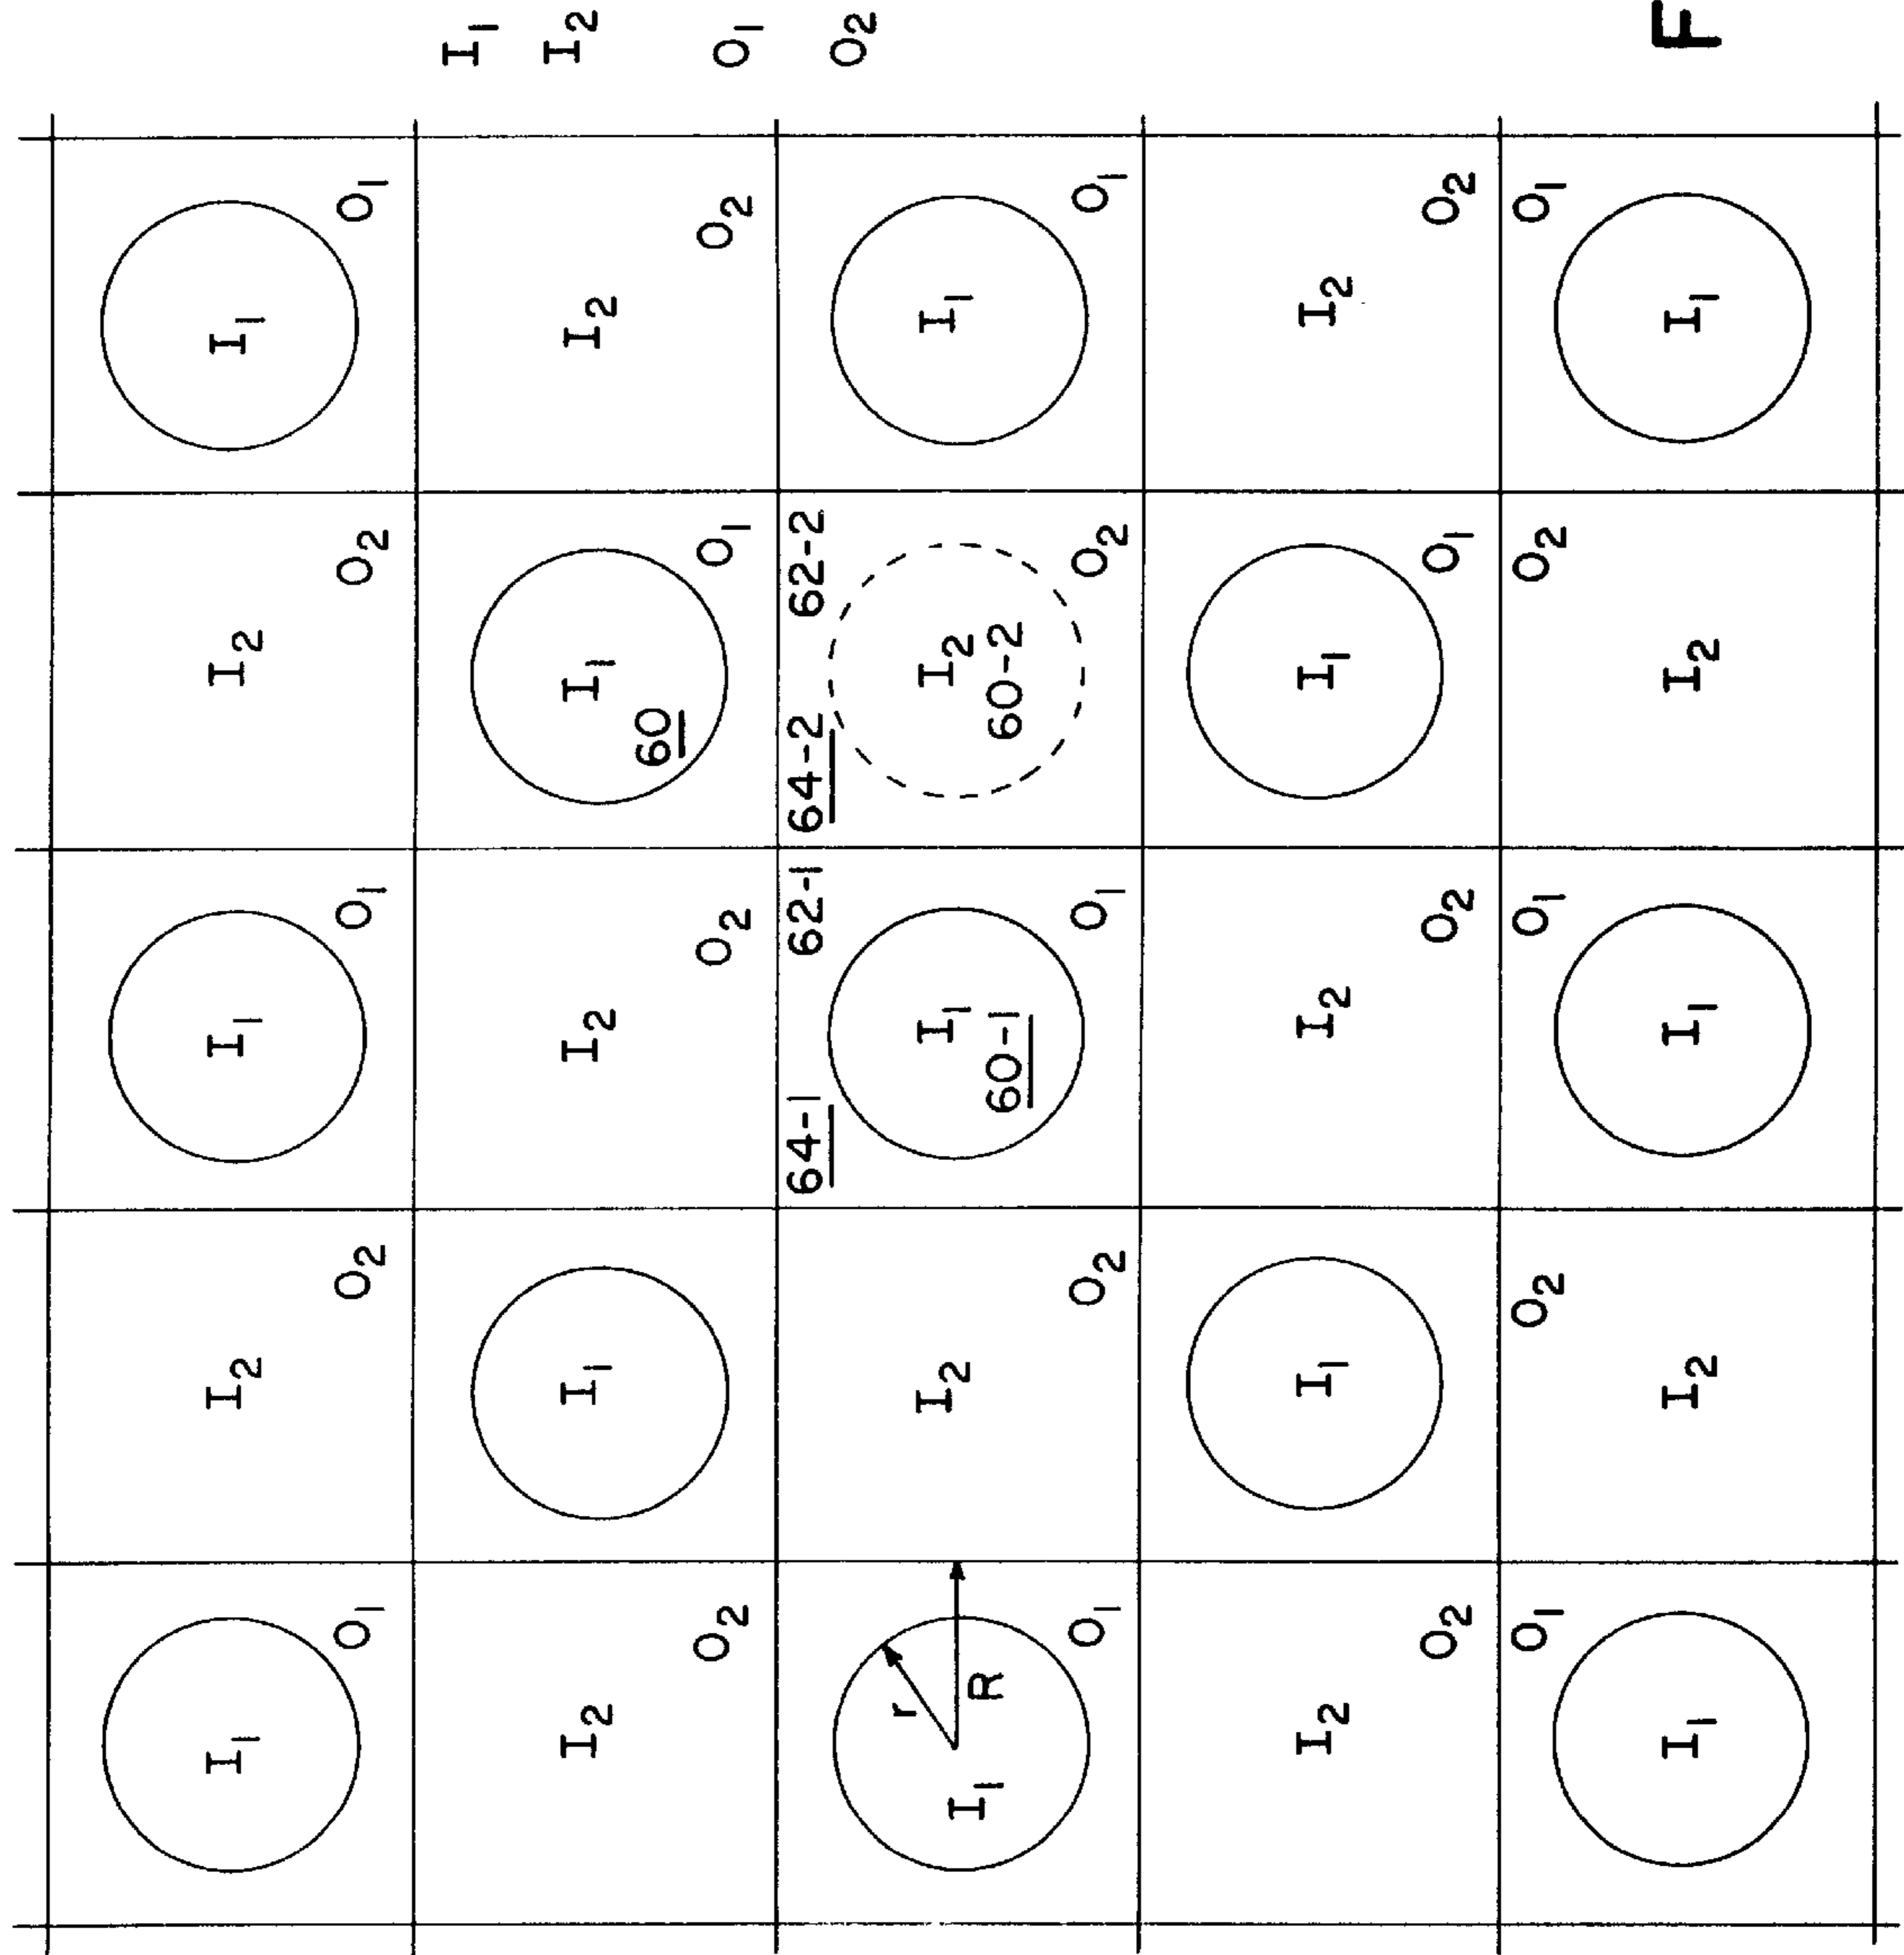 I₁ I₂ I₁ I₂ I₁
O₁ O₂ O₁ O₂ O₁
I₁
I₂ I₁ I₂ I₁ I₂
I₂
60
O₂ O₂ O₁ O₂
O₁
64-1 62-1 64-2 62-2
O₂
r
I₁ I₂ I₁ I₂ I₁
R 60-1 60-2
O₁ O₂ O₁ O₂ O₁
I₂ I₁ I₂ I₁ I₂
O₂ O₂ O₁ O₂
O₁ O₂ O₁ O₂ O₁
I₁ I₂ I₁ I₂ I₁
F